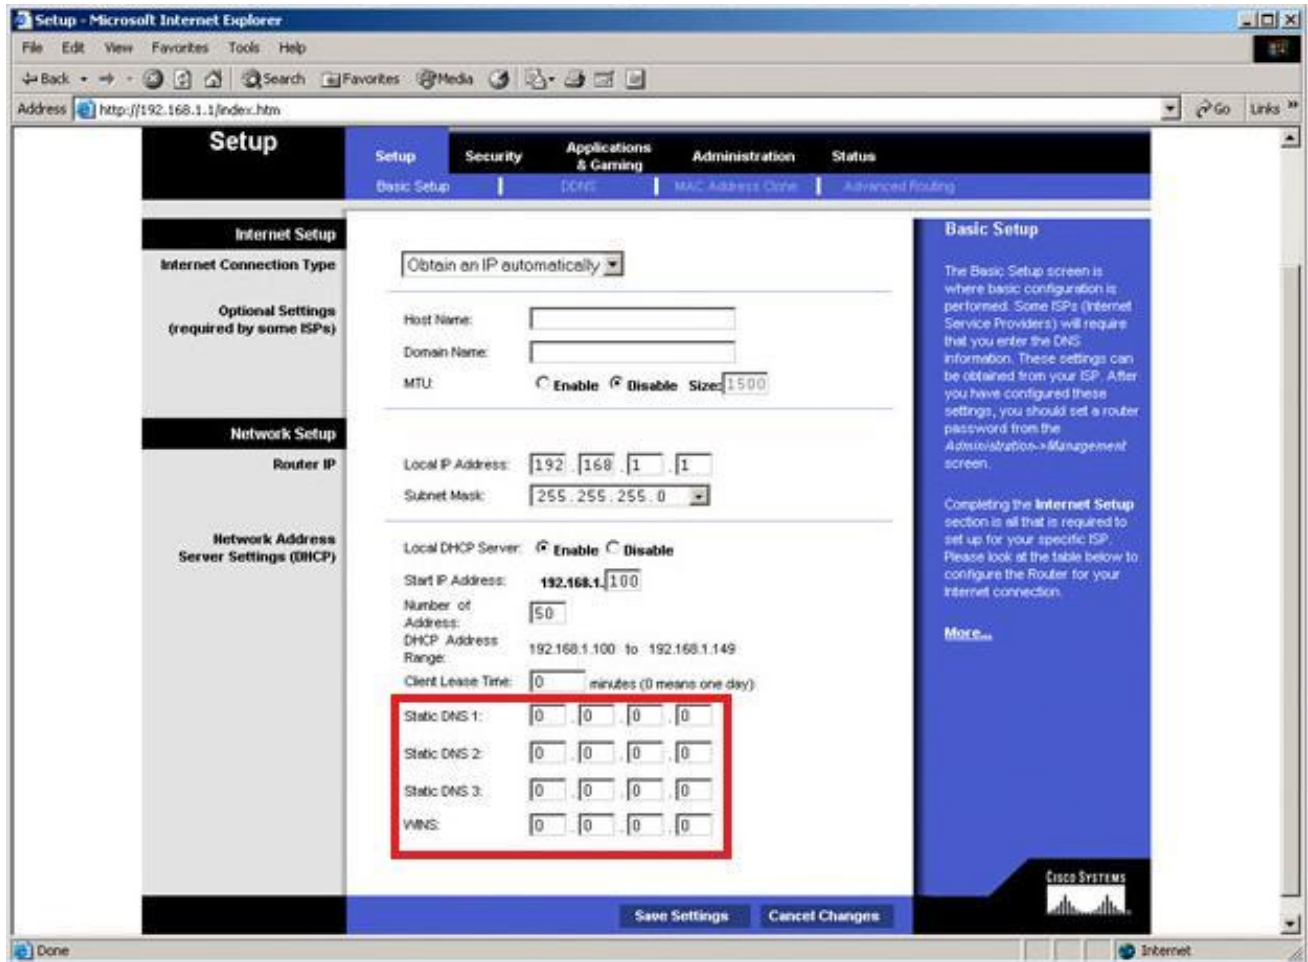 Setup - Microsoft Internet Explorer
File Edit View Favorites Tools Help
Back Search Favorites Media
Address http://192.168.1.1/index.htm Go Links »
Setup
Setup Security Applications & Gaming Administration Status
Basic Setup DDNS MAC Address Clone Advanced Routing
Internet Setup
Internet Connection Type Obtain an IP automatically
Optional Settings
(required by some ISPs)
Host Name:
Domain Name:
MTU: Enable Disable Size: 1500
Network Setup
Router IP
Local IP Address: 192 . 168 . 1 . 1
Subnet Mask: 255.255.255.0
Network Address
Server Settings (DHCP)
Local DHCP Server: Enable Disable
Start IP Address: 192.168.1. 100
Number of
Address: 50
DHCP Address
Range: 192.168.1.100 to 192.168.1.149
Client Lease Time: 0 minutes (0 means one day)
Static DNS 1: 0 . 0 . 0 . 0
Static DNS 2: 0 . 0 . 0 . 0
Static DNS 3: 0 . 0 . 0 . 0
WINS: 0 . 0 . 0 . 0
Basic Setup
The Basic Setup screen is
where basic configuration is
performed. Some ISPs (Internet
Service Providers) will require
that you enter the DNS
information. These settings can
be obtained from your ISP. After
you have configured these
settings, you should set a router
password from the
Administration->Management
screen.
Completing the Internet Setup
section is all that is required to
set up for your specific ISP.
Please look at the table below to
configure the Router for your
Internet connection.
More...
CISCO SYSTEMS
Save Settings Cancel Changes
Done Internet